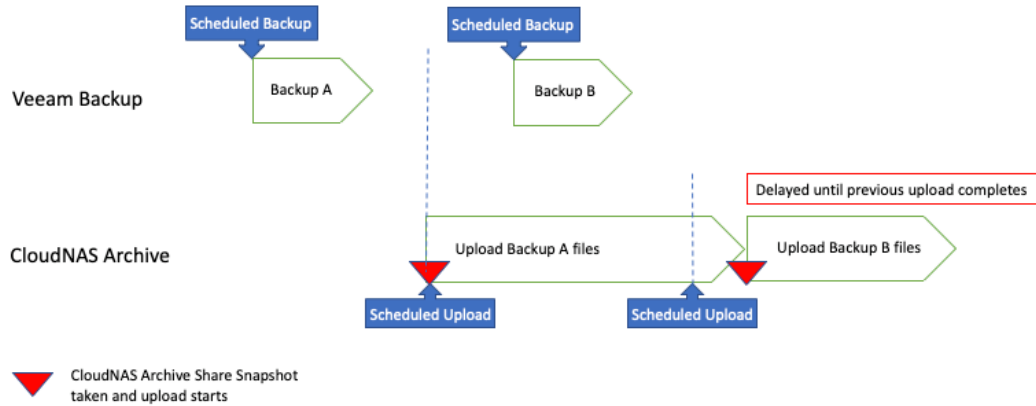 Scheduled Backup
Scheduled Backup
Veeam Backup
Backup A
Backup B
Delayed until previous upload completes
CloudNAS Archive
Upload Backup A files
Upload Backup B files
Scheduled Upload
Scheduled Upload
CloudNAS Archive Share Snapshot
taken and upload starts